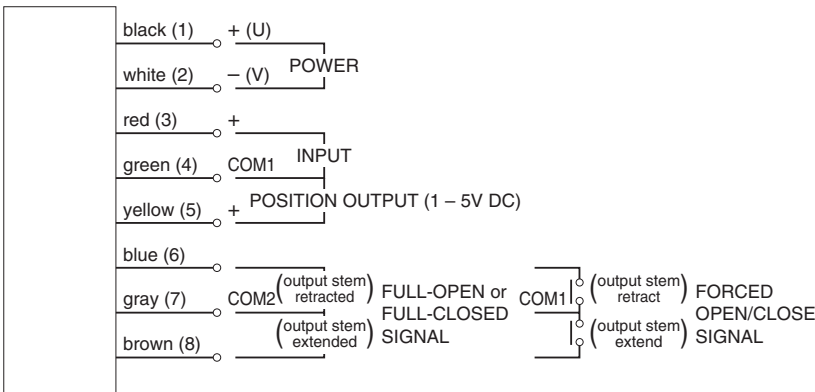 black (1) + (U)
POWER
white (2) – (V)
red (3) +
INPUT
green (4) COM1
POSITION OUTPUT (1 – 5V DC)
yellow (5) +
blue (6)
(output stem retracted)
gray (7) COM2
FULL-OPEN or
FULL-CLOSED
SIGNAL
(output stem extended)
brown (8)
COM1
(output stem retract)
(output stem extend)
FORCED
OPEN/CLOSE
SIGNAL